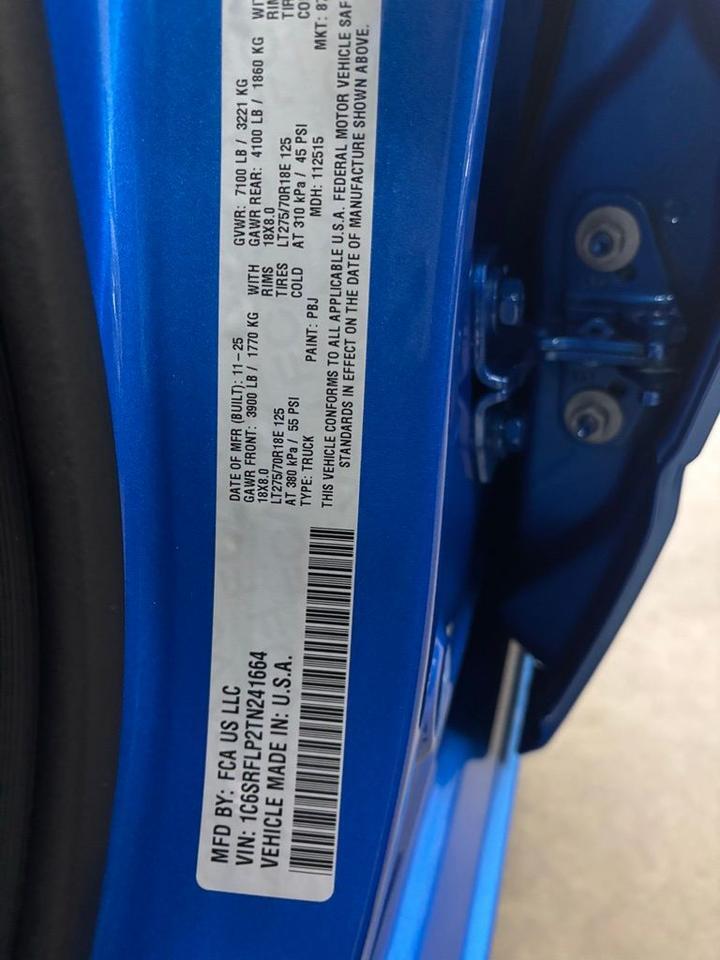 MFD BY: FCA US LLC
VIN: 1C6SRFLP2TN241664
VEHICLE MADE IN: U.S.A.
DATE OF MFR (BUILT): 11-25 GVWR: 7100 LB / 3221 KG
GAWR FRONT: 3900 LB / 1770 KG WITH GAWR REAR: 4100 LB / 1860 KG
18X8.0 RIMS 18X8.0
LT275/70R18E 125 TIRES LT275/70R18E 125
AT 380 kPa / 55 PSI COLD AT 310 kPa / 45 PSI
TYPE: TRUCK PAINT: PBJ MDH: 112515 MKT:
THIS VEHICLE CONFORMS TO ALL APPLICABLE U.S.A. FEDERAL MOTOR VEHICLE SAF
STANDARDS IN EFFECT ON THE DATE OF MANUFACTURE SHOWN ABOVE.